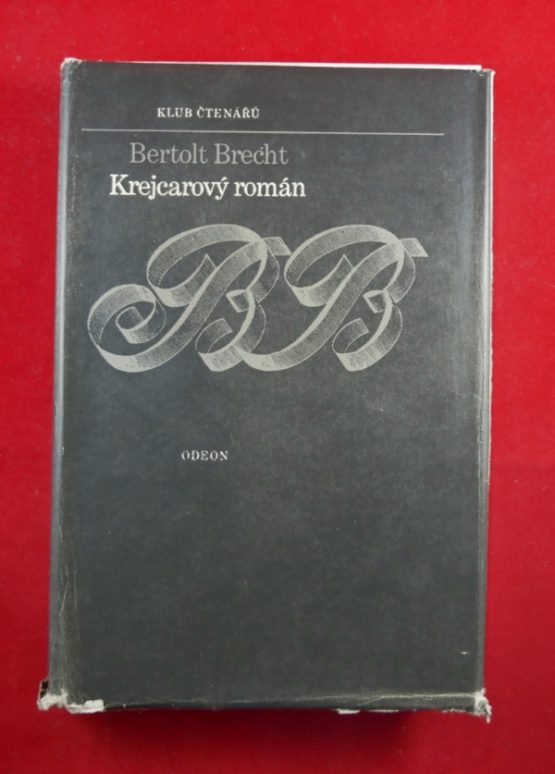 KLUB ČTENÁŘŮ
Bertolt Brecht
Krejcarový román
BB
ODEON